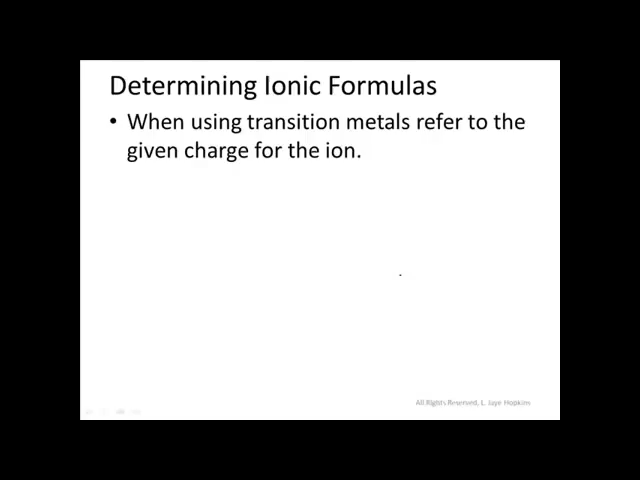 Determining Ionic Formulas
• When using transition metals refer to the
given charge for the ion.
All Rights Reserved, L. Jaye Hopkins